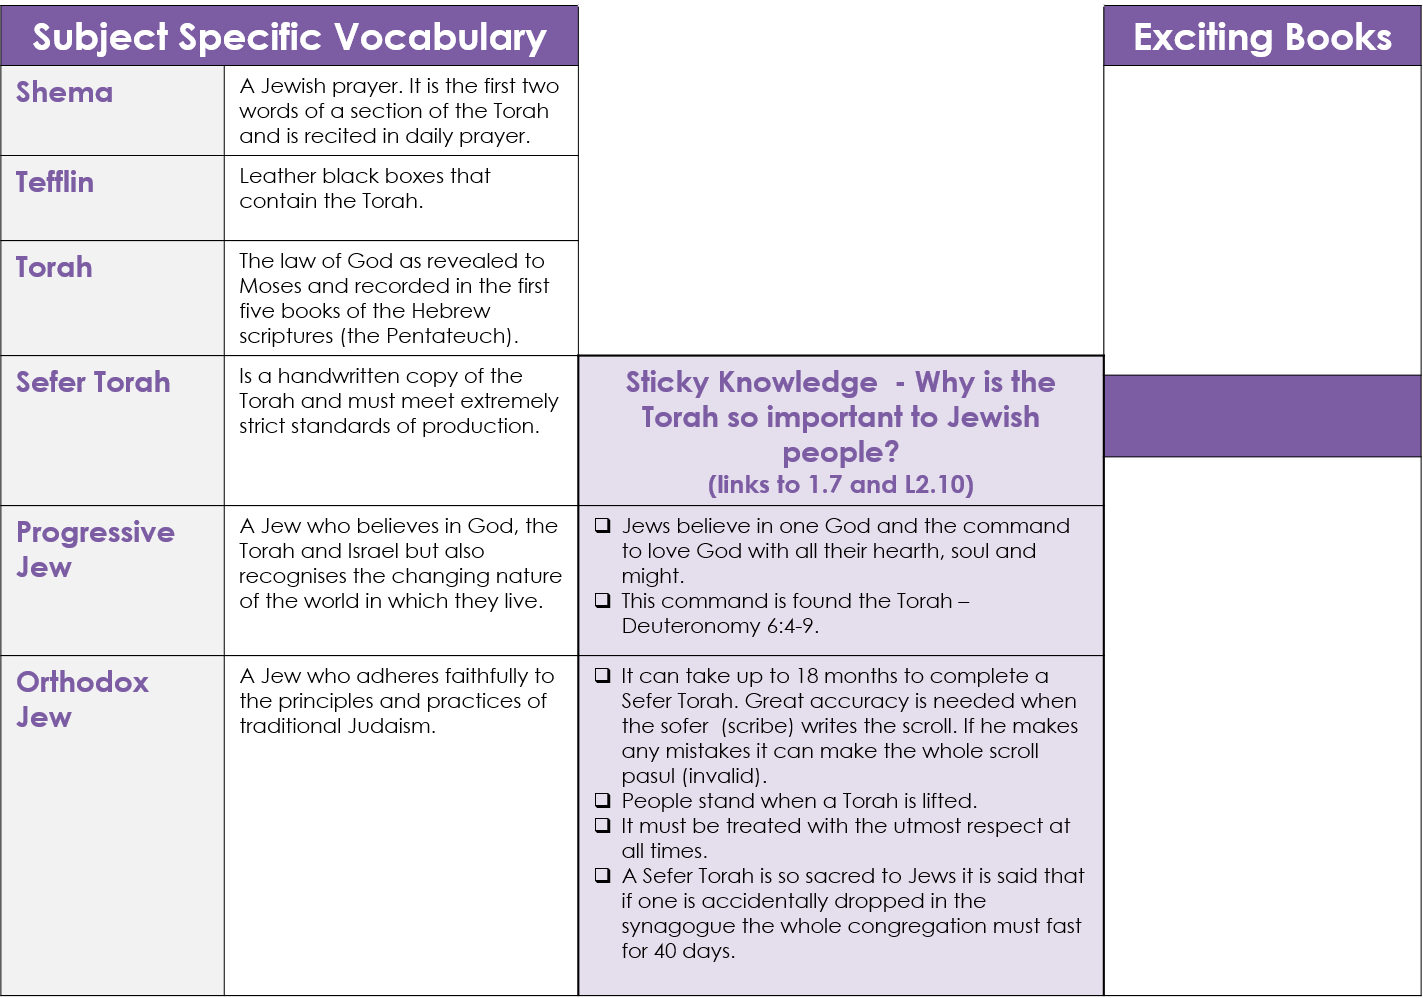 Subject Specific Vocabulary
Shema
A Jewish prayer. It is the first two
words of a section of the Torah
and is recited in daily prayer.
Tefflin
Leather black boxes that
contain the Torah.
Torah
The law of God as revealed to
Moses and recorded in the first
five books of the Hebrew
scriptures (the Pentateuch).
Sefer Torah
Is a handwritten copy of the
Torah and must meet extremely
strict standards of production.
Progressive
Jew
A Jew who believes in God, the
Torah and Israel but also
recognises the changing nature
of the world in which they live.
Orthodox
Jew
A Jew who adheres faithfully to
the principles and practices of
traditional Judaism.
Sticky Knowledge - Why is the
Torah so important to Jewish
people?
(links to 1.7 and L2.10)
❑ Jews believe in one God and the command
to love God with all their hearth, soul and
might.
❑ This command is found the Torah –
Deuteronomy 6:4-9.
❑ It can take up to 18 months to complete a
Sefer Torah. Great accuracy is needed when
the sofer (scribe) writes the scroll. If he makes
any mistakes it can make the whole scroll
pasul (invalid).
❑ People stand when a Torah is lifted.
❑ It must be treated with the utmost respect at
all times.
❑ A Sefer Torah is so sacred to Jews it is said that
if one is accidentally dropped in the
synagogue the whole congregation must fast
for 40 days.
Exciting Books